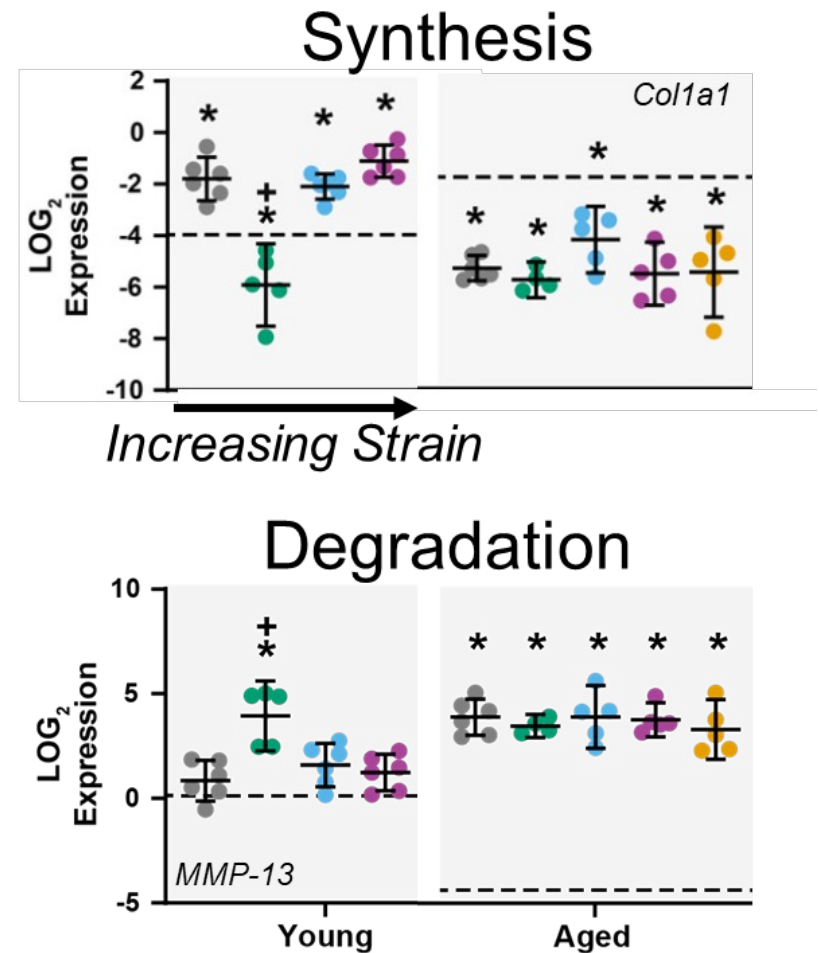 Synthesis
2
0
-2
-4
-6
-8
-10
LOG2
Expression
* + * * *
Col1a1
* * * * *
Increasing Strain
Degradation
10
5
0
-5
LOG2
Expression
+ *
* * * * *
MMP-13
Young Aged